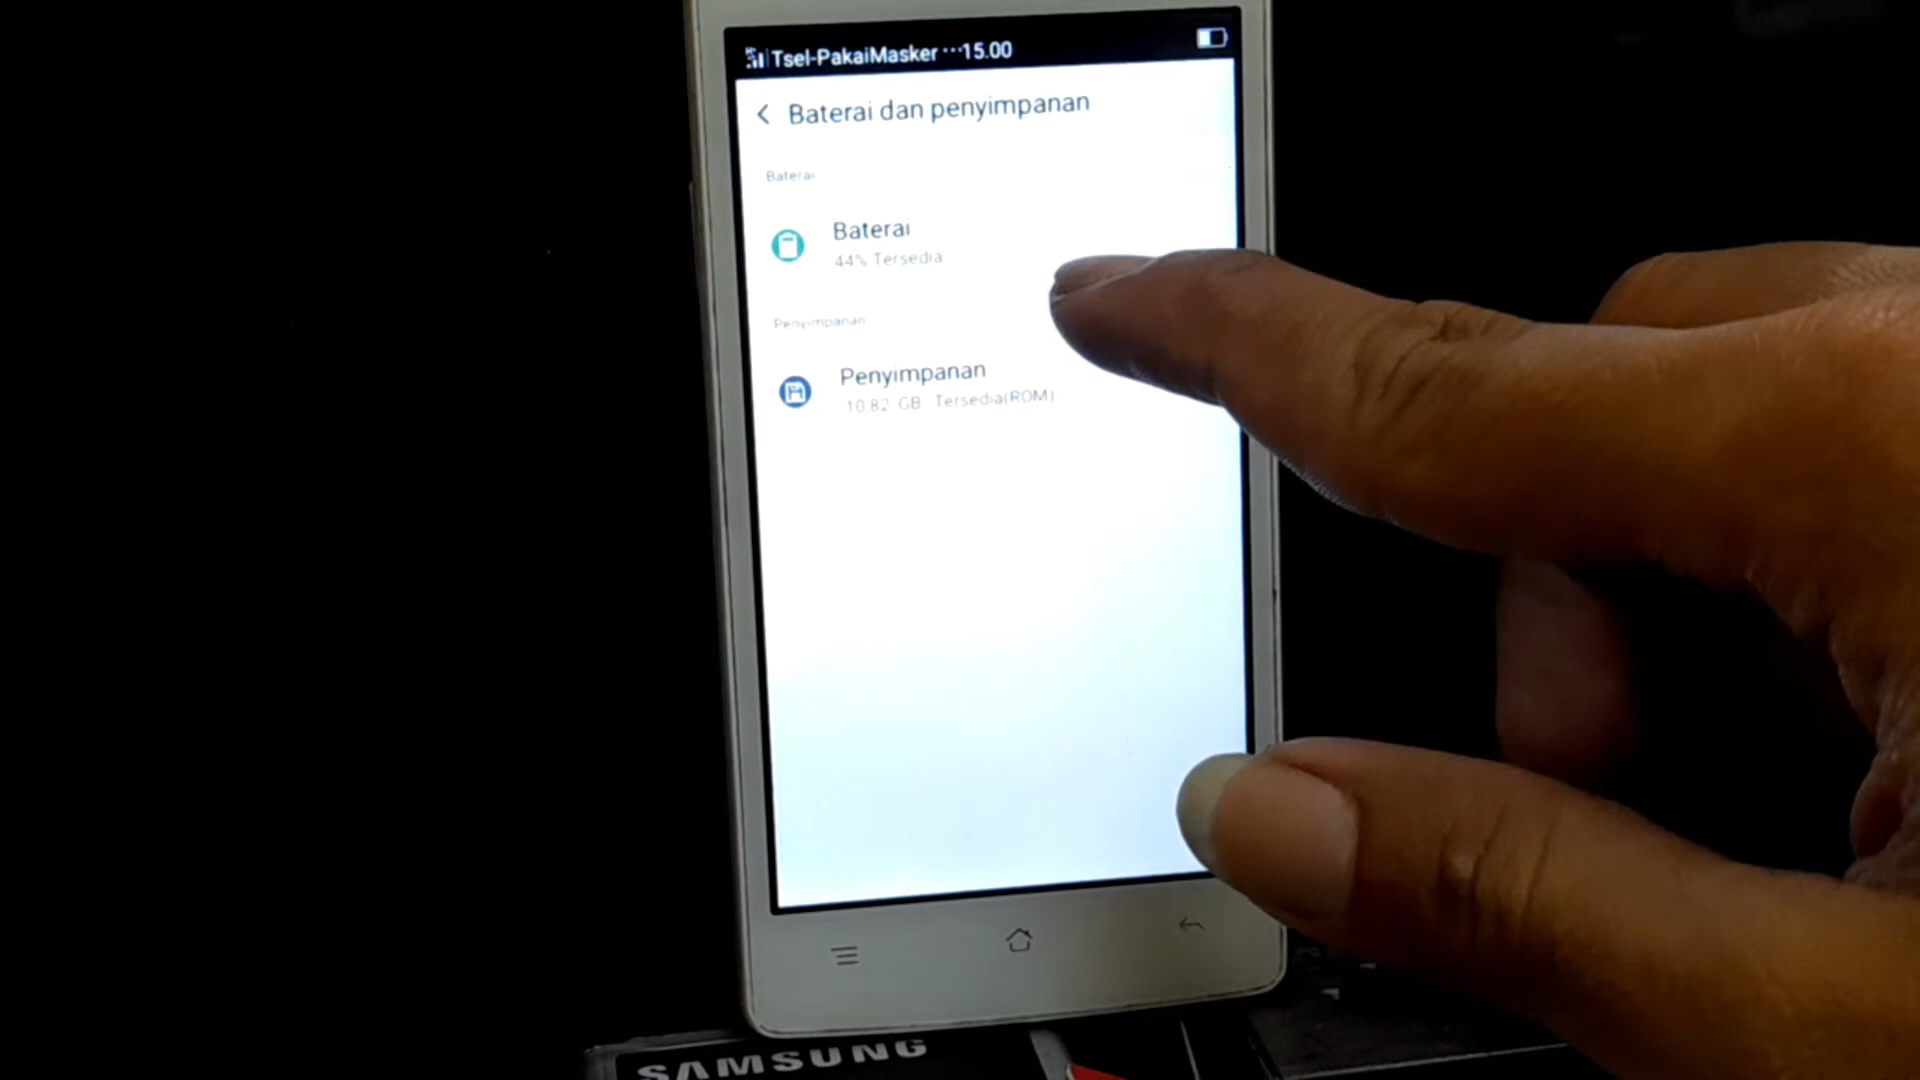 Tsel-PakaiMasker ···15.00
Baterai dan penyimpanan
Baterai
Baterai
44% Tersedia
Penyimpanan
Penyimpanan
10.82 GB Tersedia(ROM)
SAMSUNG